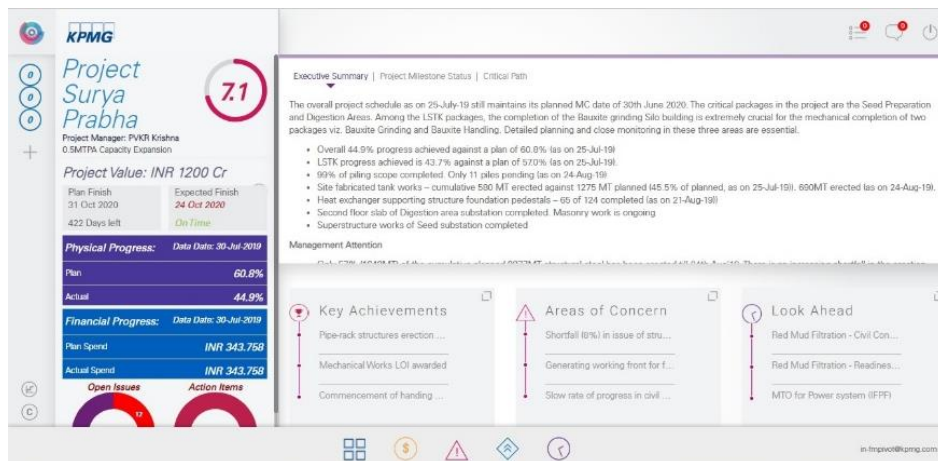 KPMG
0
0
Project
Surya
Prabha
7.1
Project Manager: PVKR Krishna
0.5MTPA Capacity Expansion
Project Value: INR 1200 Cr
Plan Finish
Expected Finish
31 Oct 2020
24 Oct 2020
422 Days left
On Time
Physical Progress:
Data Date: 30-Jul-2019
Plan
60.8%
Actual
44.9%
Financial Progress:
Data Date: 30-Jul-2019
Plan Spend
INR 343.758
Actual Spend
INR 343.758
Open Issues
Action Items
12
0
0
0
Executive Summary | Project Milestone Status | Critical Path
The overall project schedule as on 25-July-19 still maintains its planned MC date of 30th June 2020. The critical packages in the project are the Seed Preparation
and Digestion Areas. Among the LSTK packages, the completion of the Bauxite grinding Silo building is extremely crucial for the mechanical completion of two
packages viz. Bauxite Grinding and Bauxite Handling. Detailed planning and close monitoring in these three areas are essential.
• Overall 44.9% progress achieved against a plan of 60.8% (as on 25-Jul-19)
• LSTK progress achieved is 43.7% against a plan of 57.0% (as on 25-Jul-19).
• 99% of piling scope completed. Only 11 piles pending (as on 24-Aug-19)
• Site fabricated tank works – cumulative 580 MT erected against 1275 MT planned (45.5% of planned, as on 25-Jul-19)). 690MT erected (as on 24-Aug-19).
• Heat exchanger supporting structure foundation pedestals – 65 of 124 completed (as on 21-Aug-19))
• Second floor slab of Digestion area substation completed. Masonry work is ongoing
• Superstructure works of Seed substation completed
Management Attention
Key Achievements
Pipe-rack structures erection ...
Mechanical Works LOI awarded
Commencement of handing ...
Areas of Concern
Shortfall (6%) in issue of stru...
Generating working front for f...
Slow rate of progress in civil ...
Look Ahead
Red Mud Filtration - Civil Con...
Red Mud Filtration - Readines...
MTO for Power system (IFPF)
in-fmpivot@kpmg.com